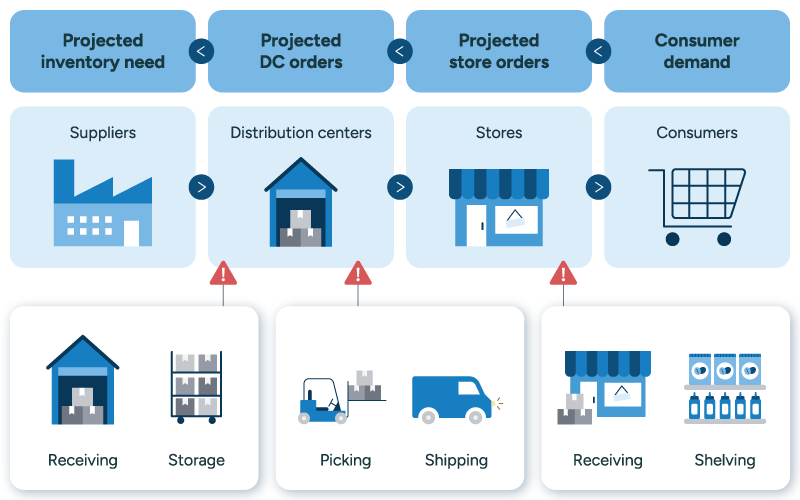 Projected
inventory need
Projected
DC orders
Projected
store orders
Consumer
demand
Suppliers
Distribution centers
Stores
Consumers
Receiving
Storage
Picking
Shipping
Receiving
Shelving